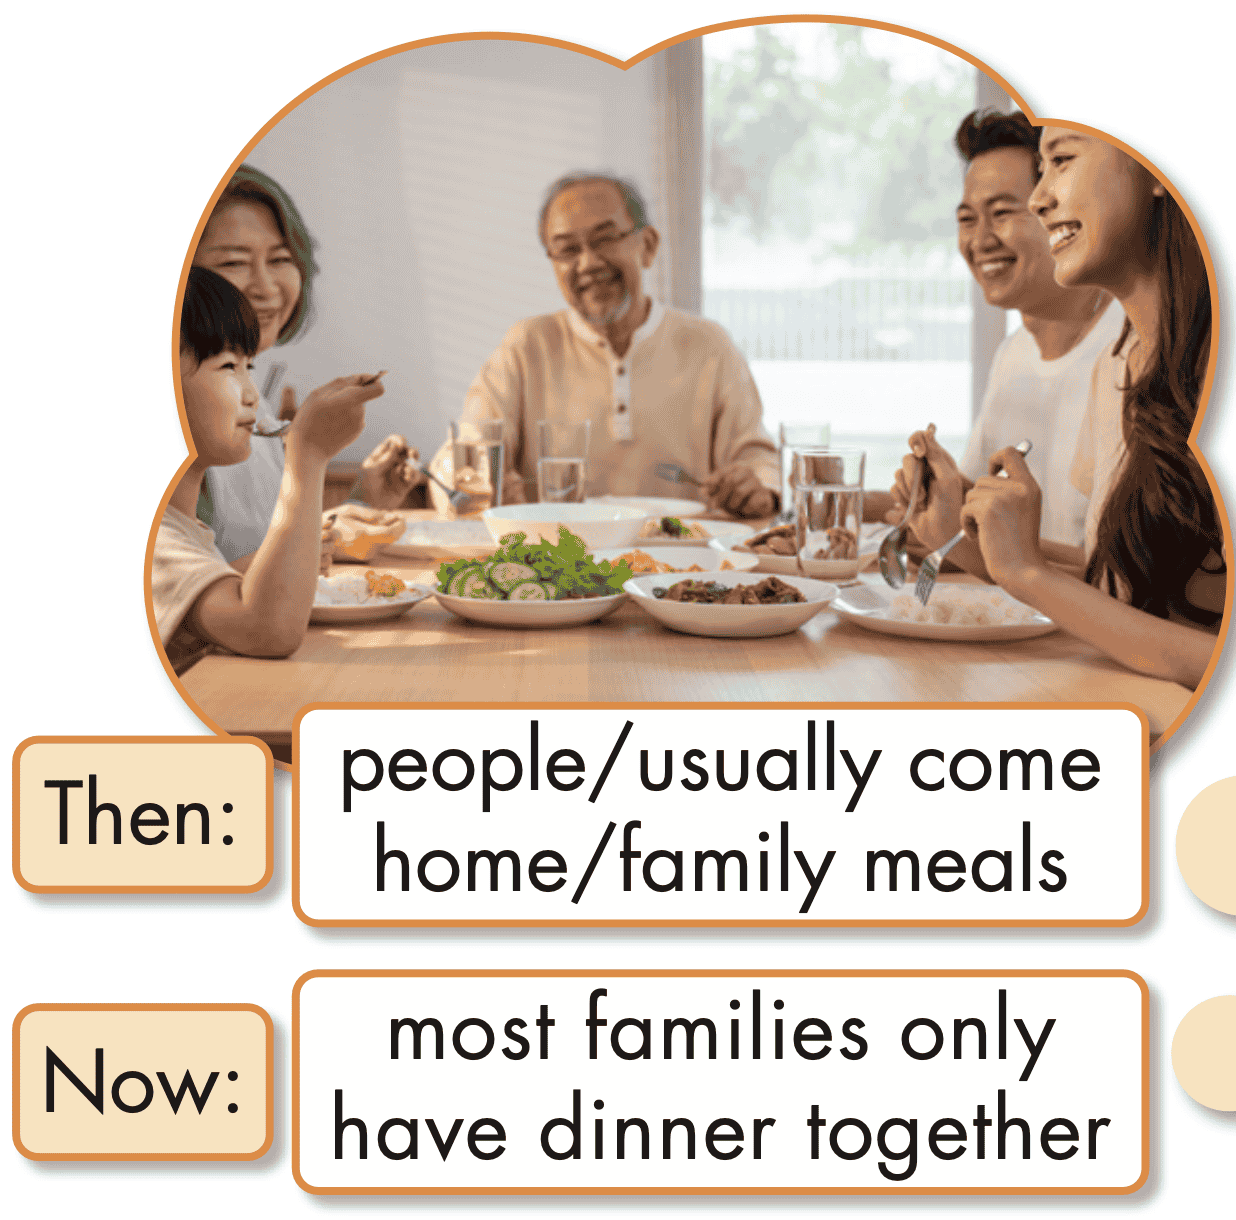 Then:
people/usually come
home/family meals
Now:
most families only
have dinner together